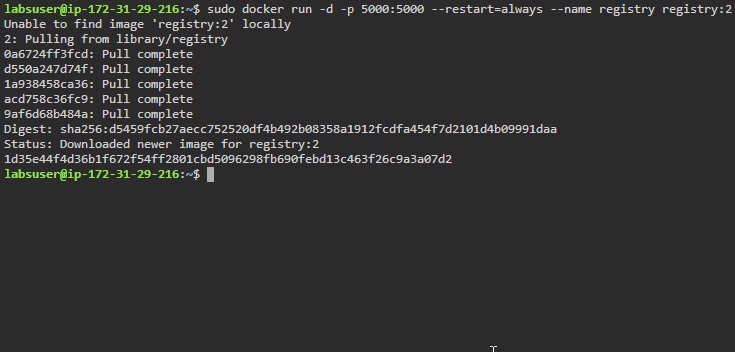 labsuser@ip-172-31-29-216:~$ sudo docker run -d -p 5000:5000 --restart=always --name registry registry:2
Unable to find image 'registry:2' locally
2: Pulling from library/registry
0a6724ff3fcd: Pull complete
d550a247d74f: Pull complete
1a938458ca36: Pull complete
acd758c36fc9: Pull complete
9af6d68b484a: Pull complete
Digest: sha256:d5459fcb27aecc752520df4b492b08358a1912fcdfa454f7d2101d4b09991daa
Status: Downloaded newer image for registry:2
1d35e44f4d36b1f672f54ff2801cbd5096298fb690febd13c463f26c9a3a07d2
labsuser@ip-172-31-29-216:~$